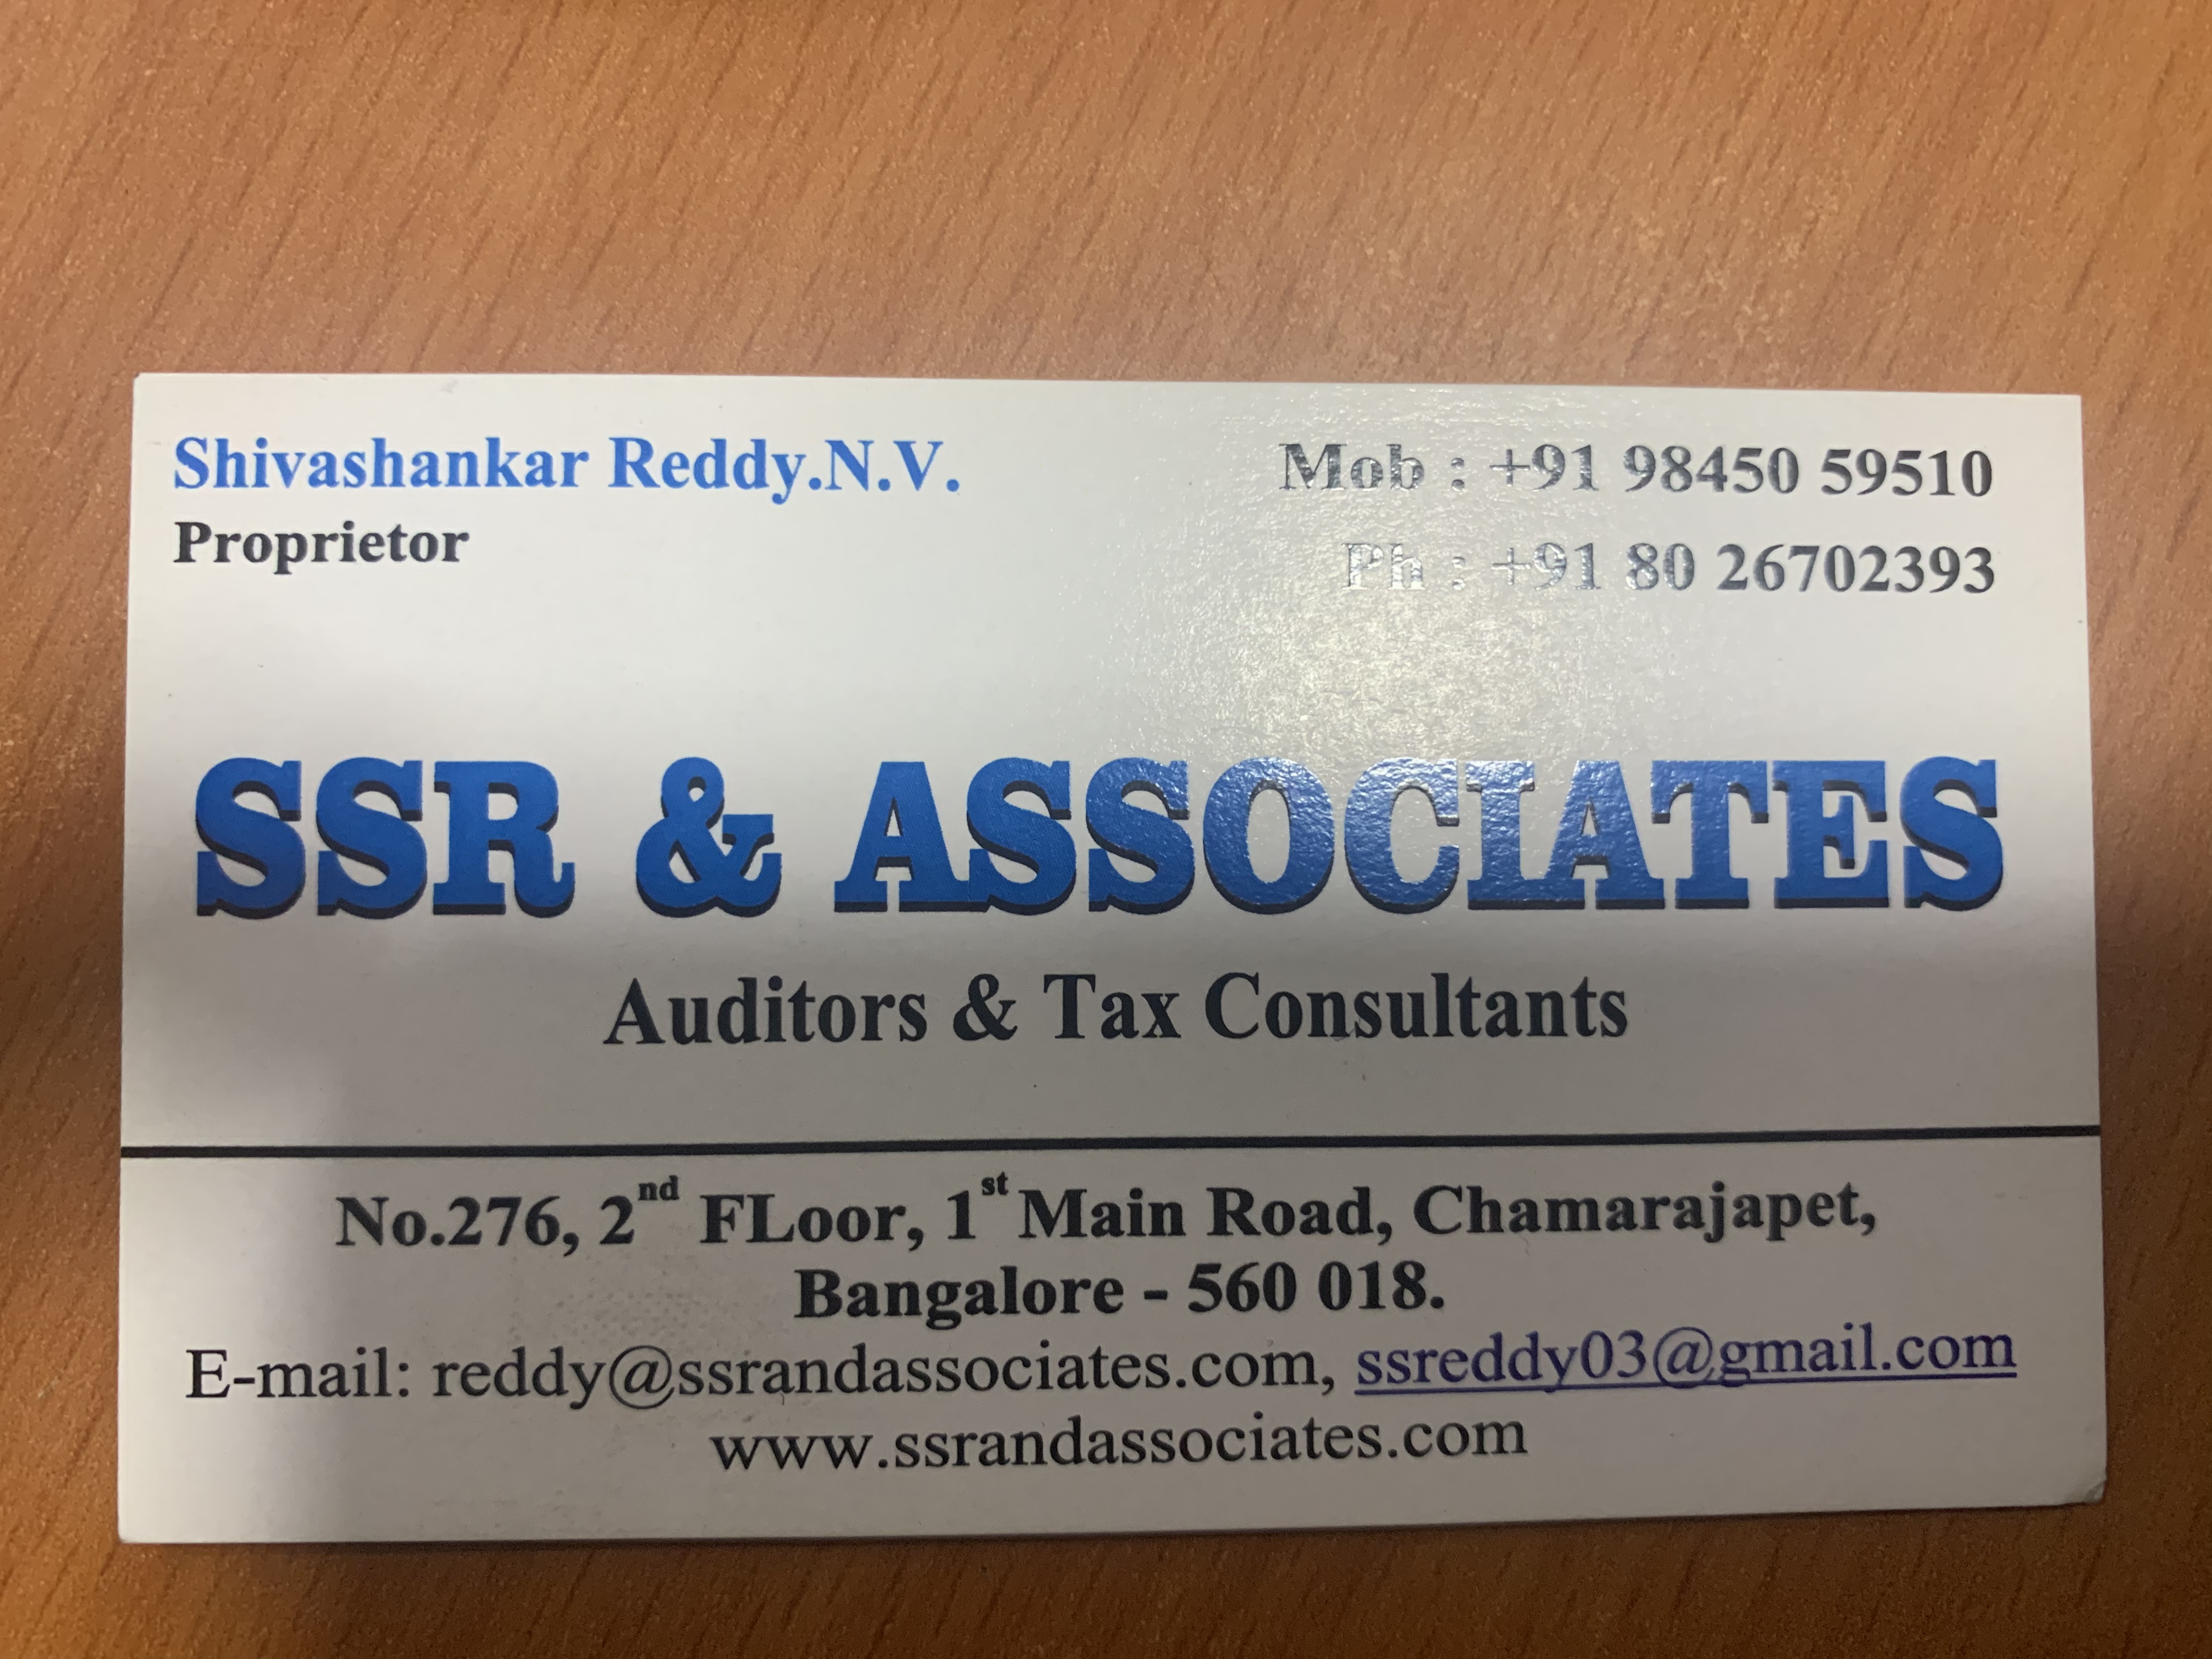 Shivashankar Reddy.N.V.
Proprietor
Mob : +91 98450 59510
Ph : +91 80 26702393
SSR & ASSOCIATES
Auditors & Tax Consultants
No.276, 2nd FLoor, 1st Main Road, Chamarajapet,
Bangalore - 560 018.
E-mail: reddy@ssrandassociates.com, ssreddy03@gmail.com
www.ssrandassociates.com